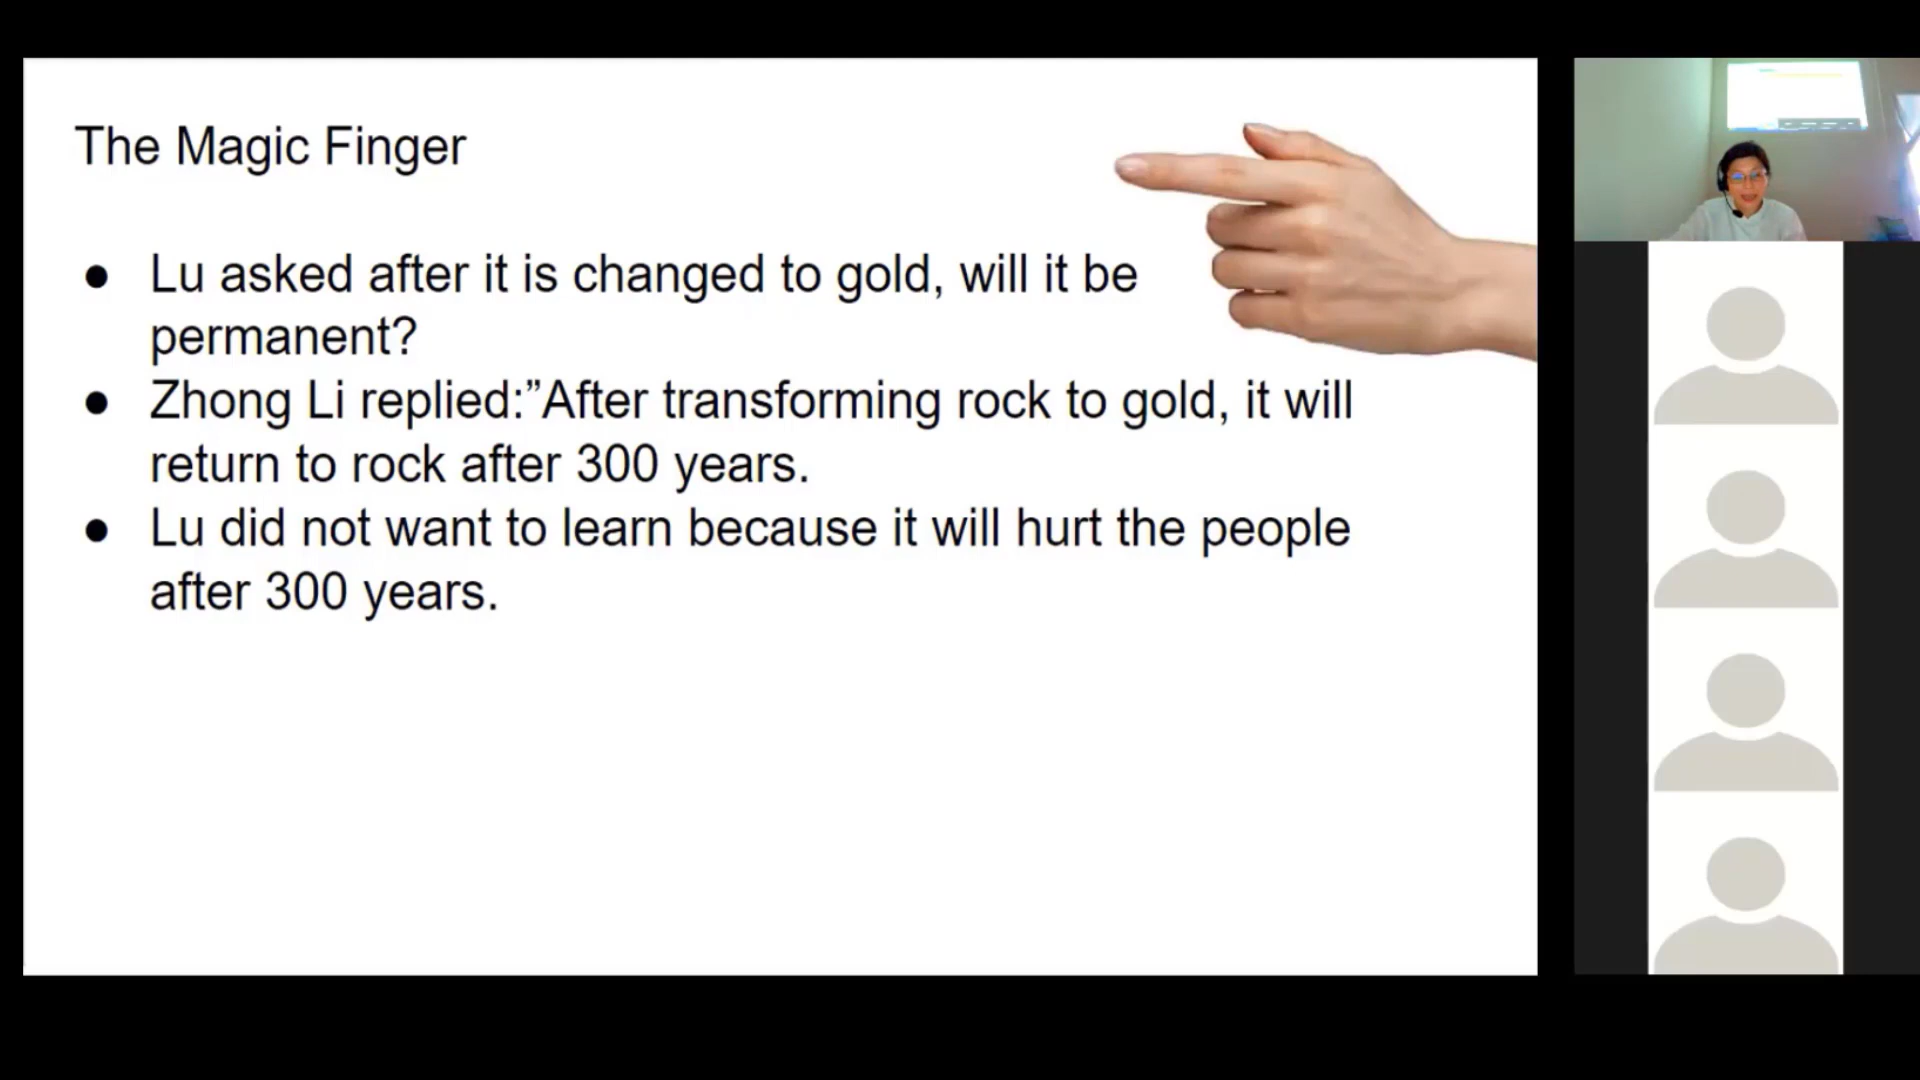 The Magic Finger
● Lu asked after it is changed to gold, will it be
permanent?
● Zhong Li replied:”After transforming rock to gold, it will
return to rock after 300 years.
● Lu did not want to learn because it will hurt the people
after 300 years.